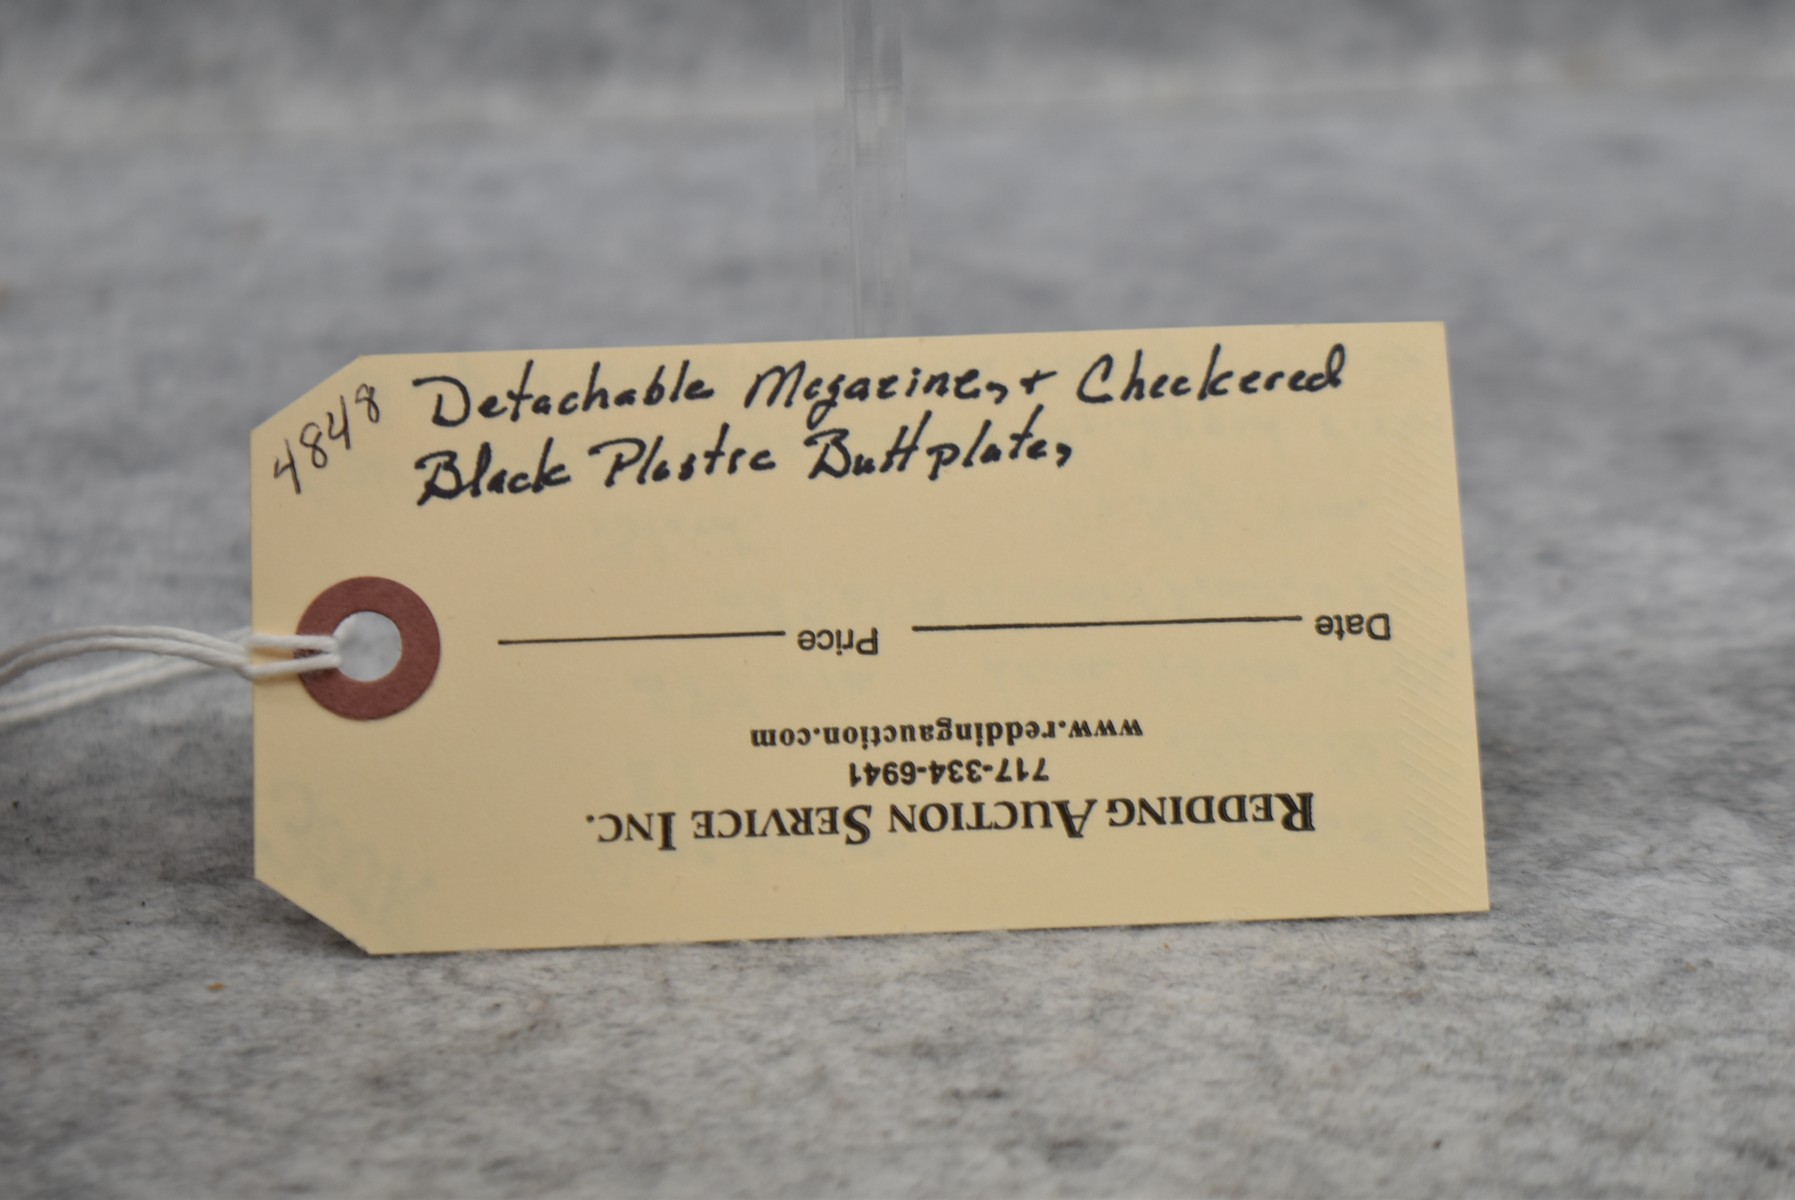 4848
Detachable Magazine, + Checkered
Black Plastic Buttplate,
Date Price
www.reddingauction.com
717-334-6941
REDDING AUCTION SERVICE INC.